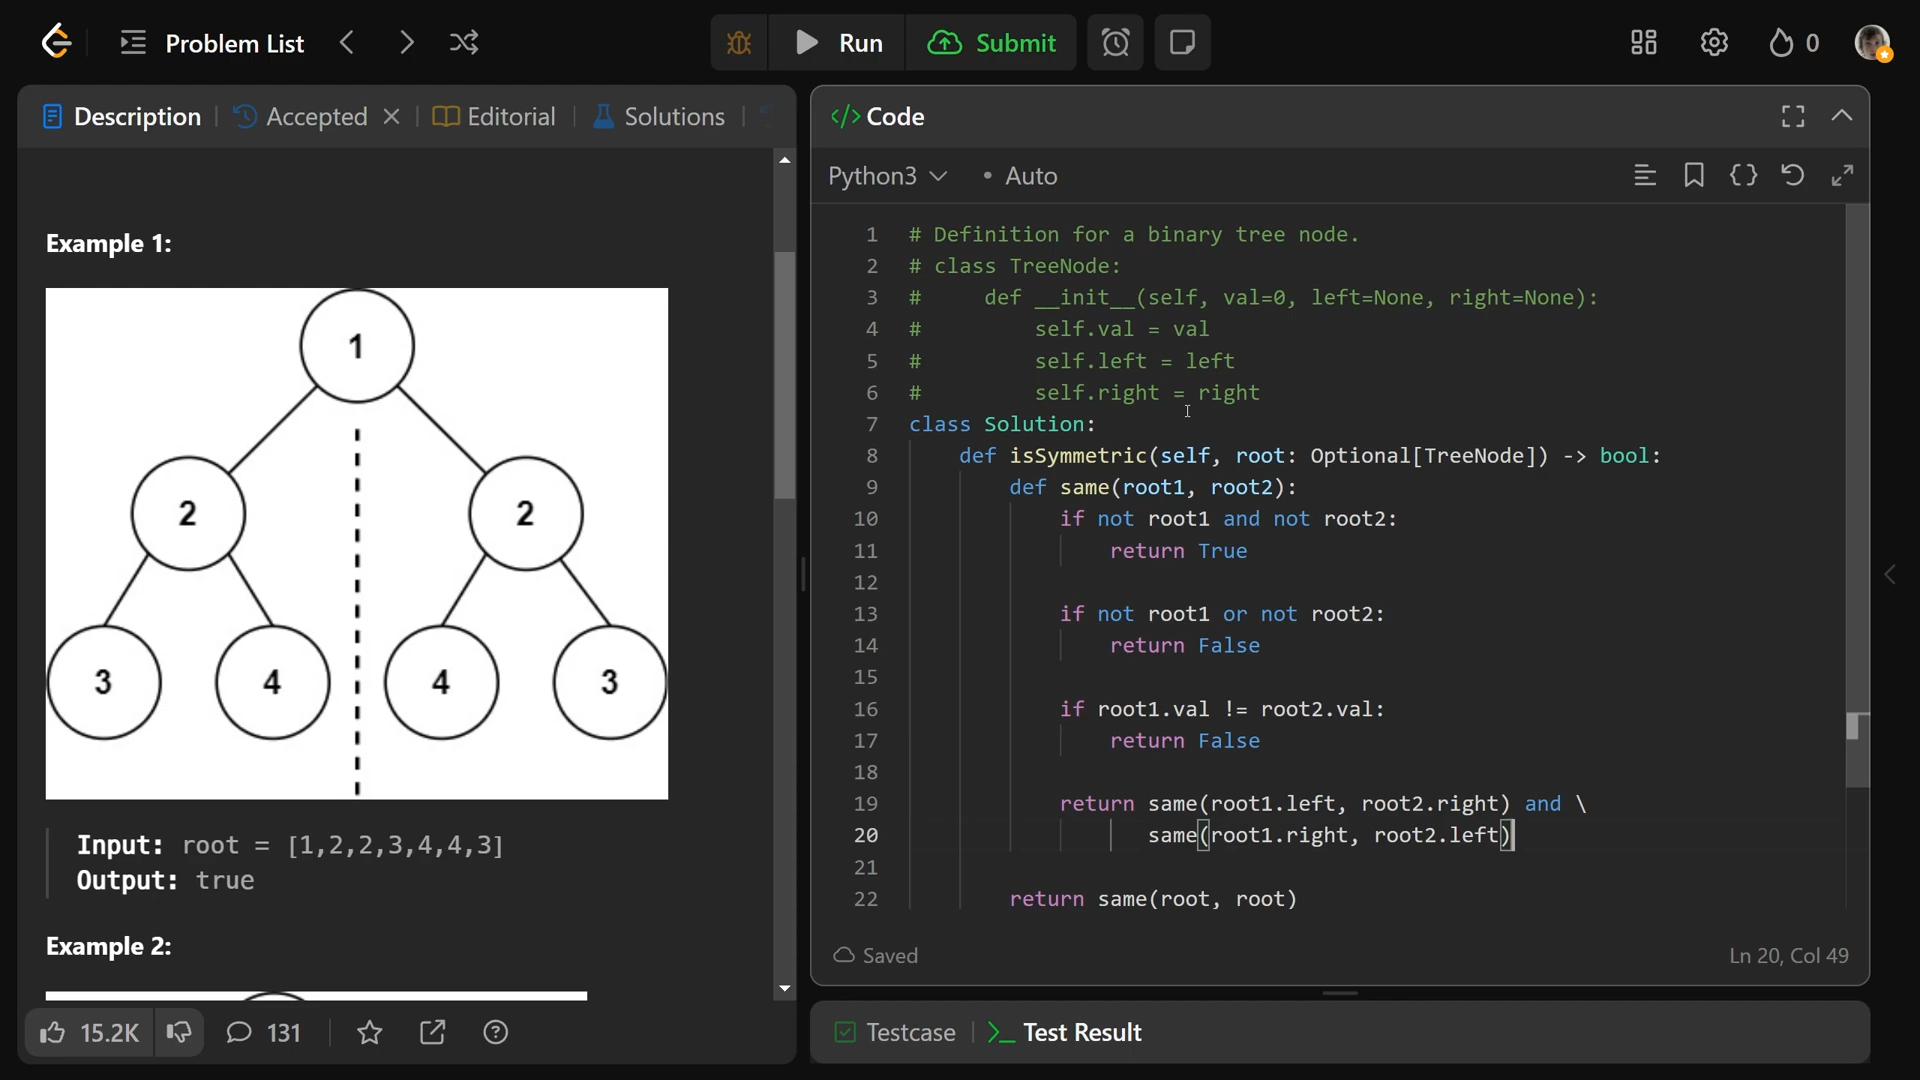 Problem List
Run
Submit
0
Description
Accepted
Editorial
Solutions
Example 1:
1
2
2
3
4
4
3
Input: root = [1,2,2,3,4,4,3]
Output: true
Example 2:
15.2K
131
</> Code
Python3
• Auto
1 # Definition for a binary tree node.
2 # class TreeNode:
3 #     def __init__(self, val=0, left=None, right=None):
4 #         self.val = val
5 #         self.left = left
6 #         self.right = right
7 class Solution:
8     def isSymmetric(self, root: Optional[TreeNode]) -> bool:
9         def same(root1, root2):
10             if not root1 and not root2:
11                 return True
12
13             if not root1 or not root2:
14                 return False
15
16             if root1.val != root2.val:
17                 return False
18
19             return same(root1.left, root2.right) and \
20                    same(root1.right, root2.left)
21
22         return same(root, root)
Saved
Ln 20, Col 49
Testcase
Test Result